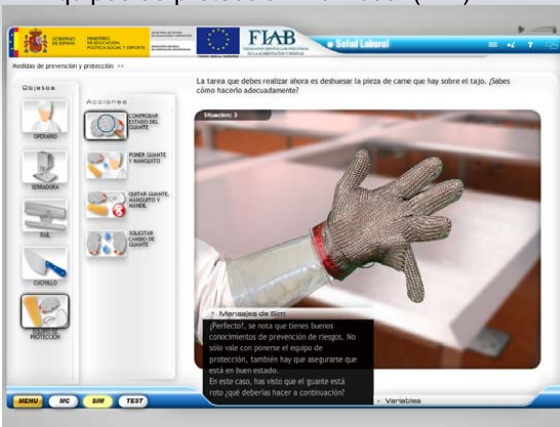 GOBIERNO
DE ESPAÑA
MINISTERIO
DE EDUCACIÓN,
POLÍTICA SOCIAL Y DEPORTE
FIAB
Salud Laboral
Medidas de prevención y protección
La tarea que debes realizar ahora es deshuesar la pieza de carne que hay sobre el tajo. ¿Sabes
cómo hacerlo adecuadamente?
Objetos
OPERARIO
SERRADORA
RAIL
CUCHILLO
EQUIPO DE
PROTECCIÓN
Acciones
COMPROBAR
ESTADO DEL
GUANTE
PONER GUANTE
Y MANGUITO
QUITAR GUANTE,
MANGUITO Y
MANDIL
SOLICITAR
CAMBIO DE
GUANTE
Situacion: 3
Mensajes de Sim
¡Perfecto!, se nota que tienes buenos
conocimientos de prevención de riesgos. No
sólo vale con ponerse el equipo de
protección, también hay que asegurarse que
está en buen estado.
En este caso, has visto que el guante está
roto ¿qué deberías hacer a continuación?
Variables
MENU
MC
SIM
TEST